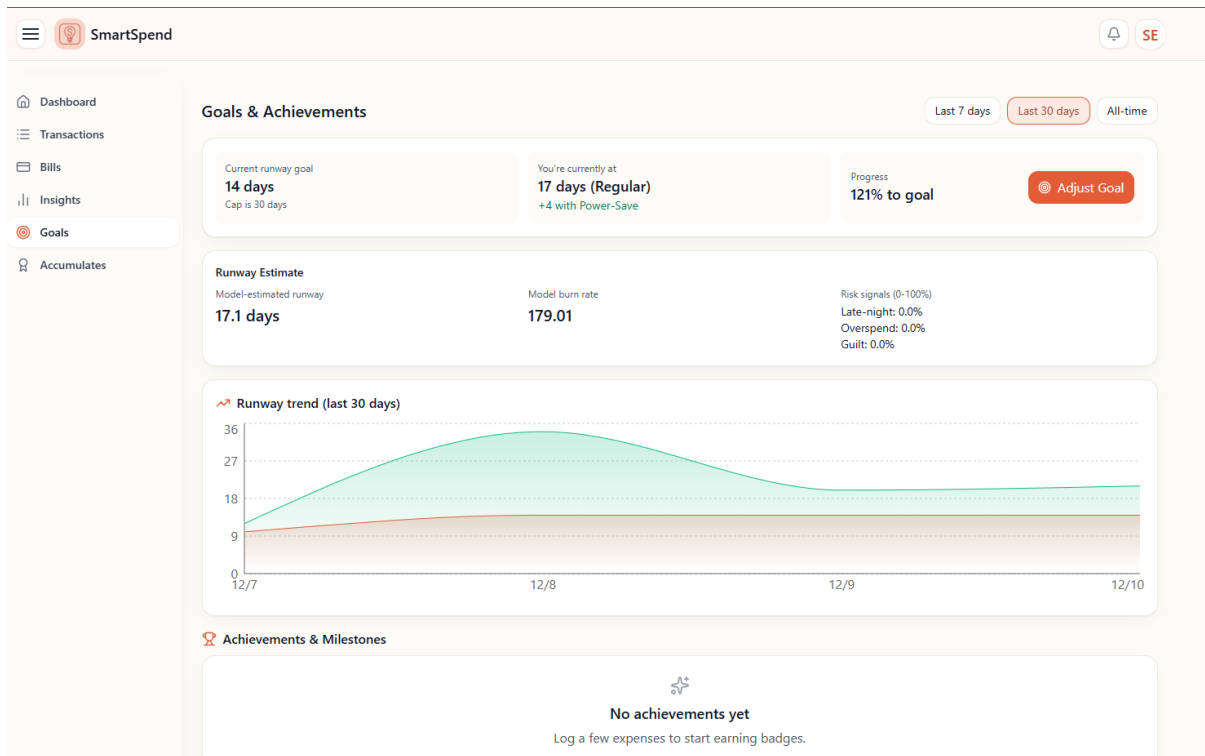 SmartSpend
SE
Dashboard
Transactions
Bills
Insights
Goals
Accumulates
Goals & Achievements
Last 7 days
Last 30 days
All-time
Current runway goal
14 days
Cap is 30 days
You're currently at
17 days (Regular)
+4 with Power-Save
Progress
121% to goal
Adjust Goal
Runway Estimate
Model-estimated runway
17.1 days
Model burn rate
179.01
Risk signals (0-100%)
Late-night: 0.0%
Overspend: 0.0%
Guilt: 0.0%
Runway trend (last 30 days)
36
27
18
9
0
12/7
12/8
12/9
12/10
Achievements & Milestones
No achievements yet
Log a few expenses to start earning badges.